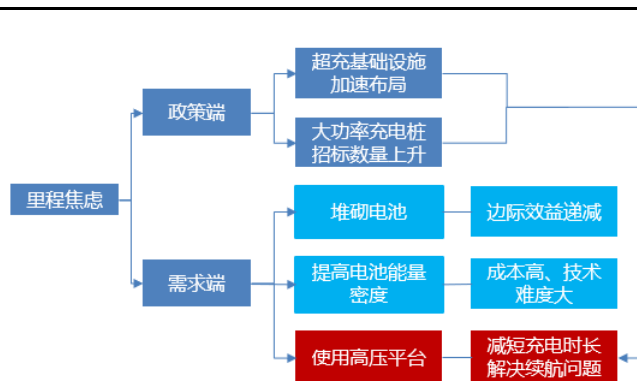 超充基础设施
加速布局
政策端
大功率充电桩
招标数量上升
里程焦虑
堆砌电池
边际效益递减
需求端
提高电池能量
密度
成本高、技术
难度大
使用高压平台
减短充电时长
解决续航问题